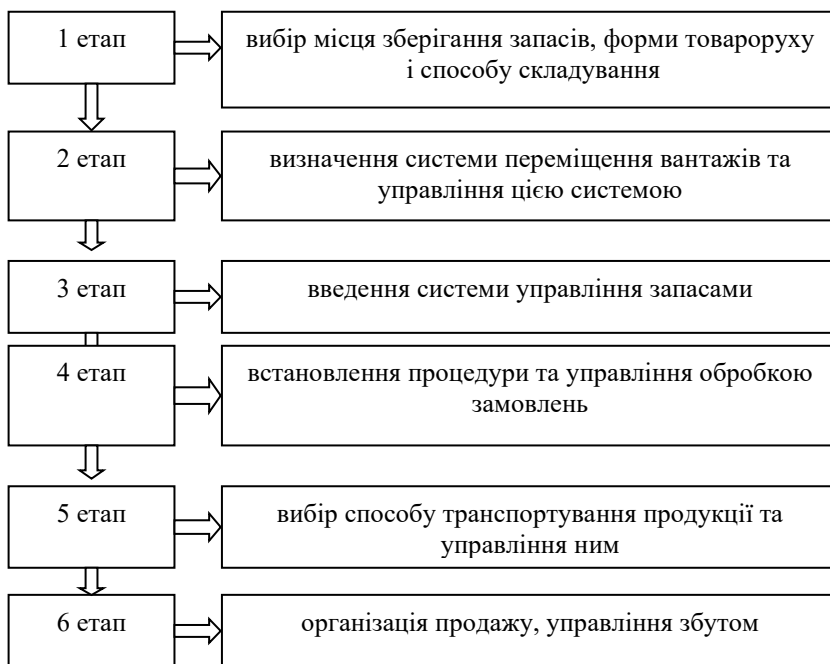 1 етап
вибір місця зберігання запасів, форми товароруху
і способу складування
2 етап
визначення системи переміщення вантажів та
управління цією системою
3 етап
введення системи управління запасами
4 етап
встановлення процедури та управління обробкою
замовлень
5 етап
вибір способу транспортування продукції та
управління ним
6 етап
організація продажу, управління збутом